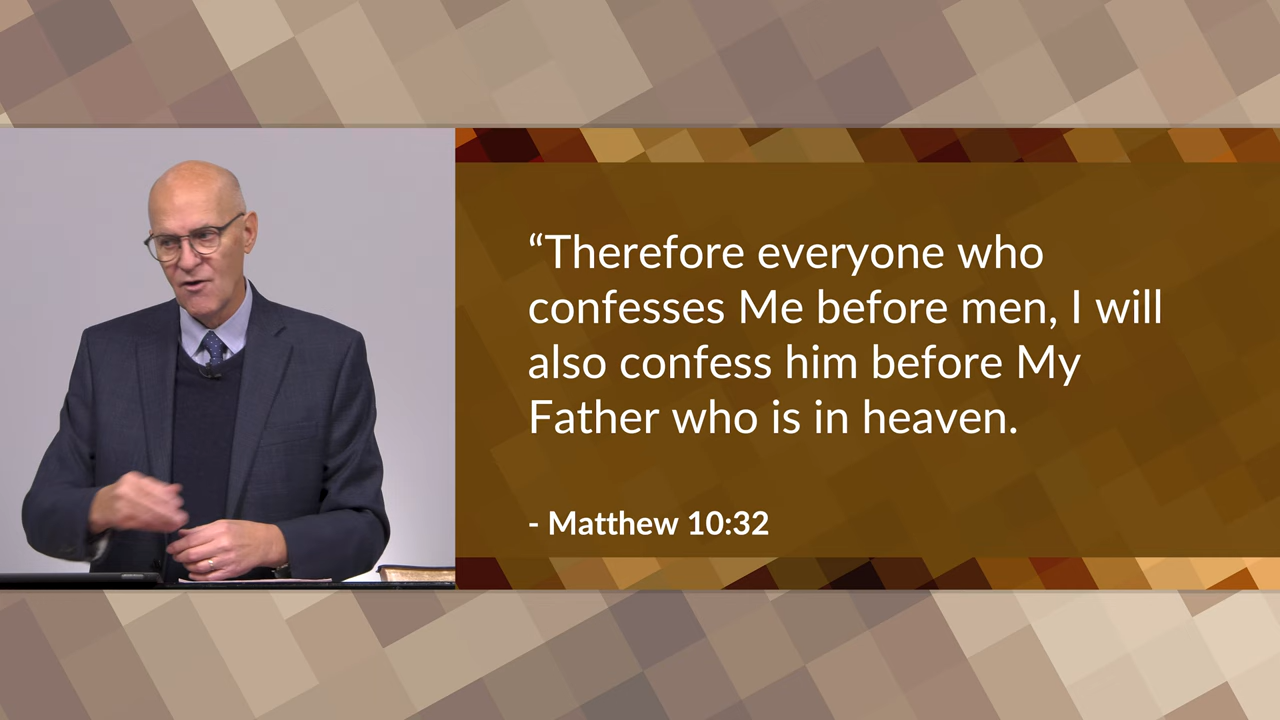 “Therefore everyone who
confesses Me before men, I will
also confess him before My
Father who is in heaven.
- Matthew 10:32